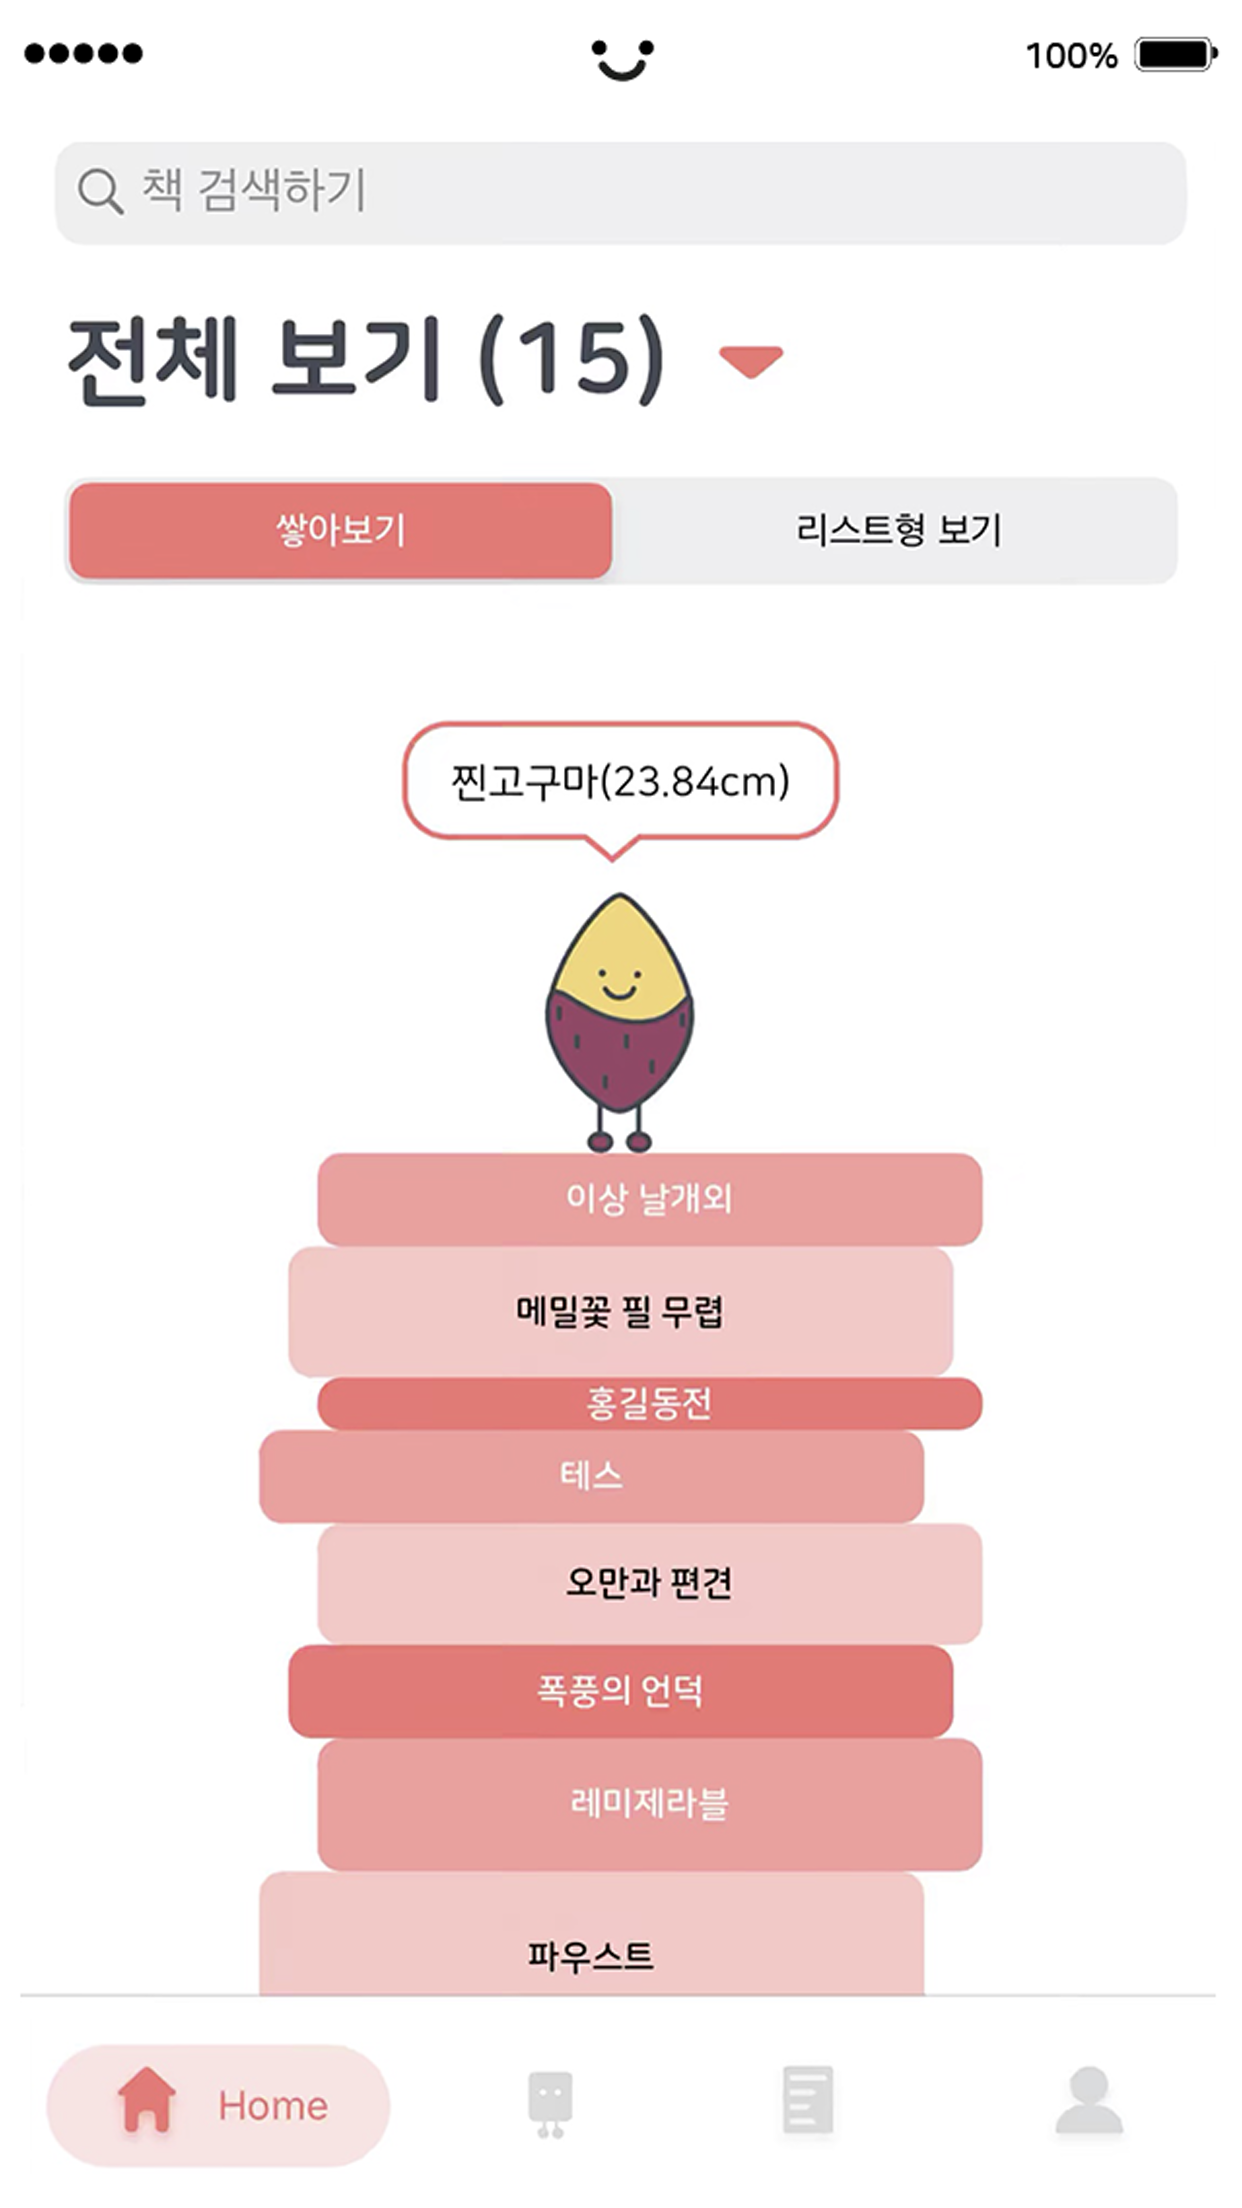 100%
책 검색하기
전체 보기 (15)
쌓아보기
리스트형 보기
찐고구마(23.84cm)
이상 날개외
메밀꽃 필 무렵
홍길동전
테스
오만과 편견
폭풍의 언덕
레미제라블
파우스트
Home